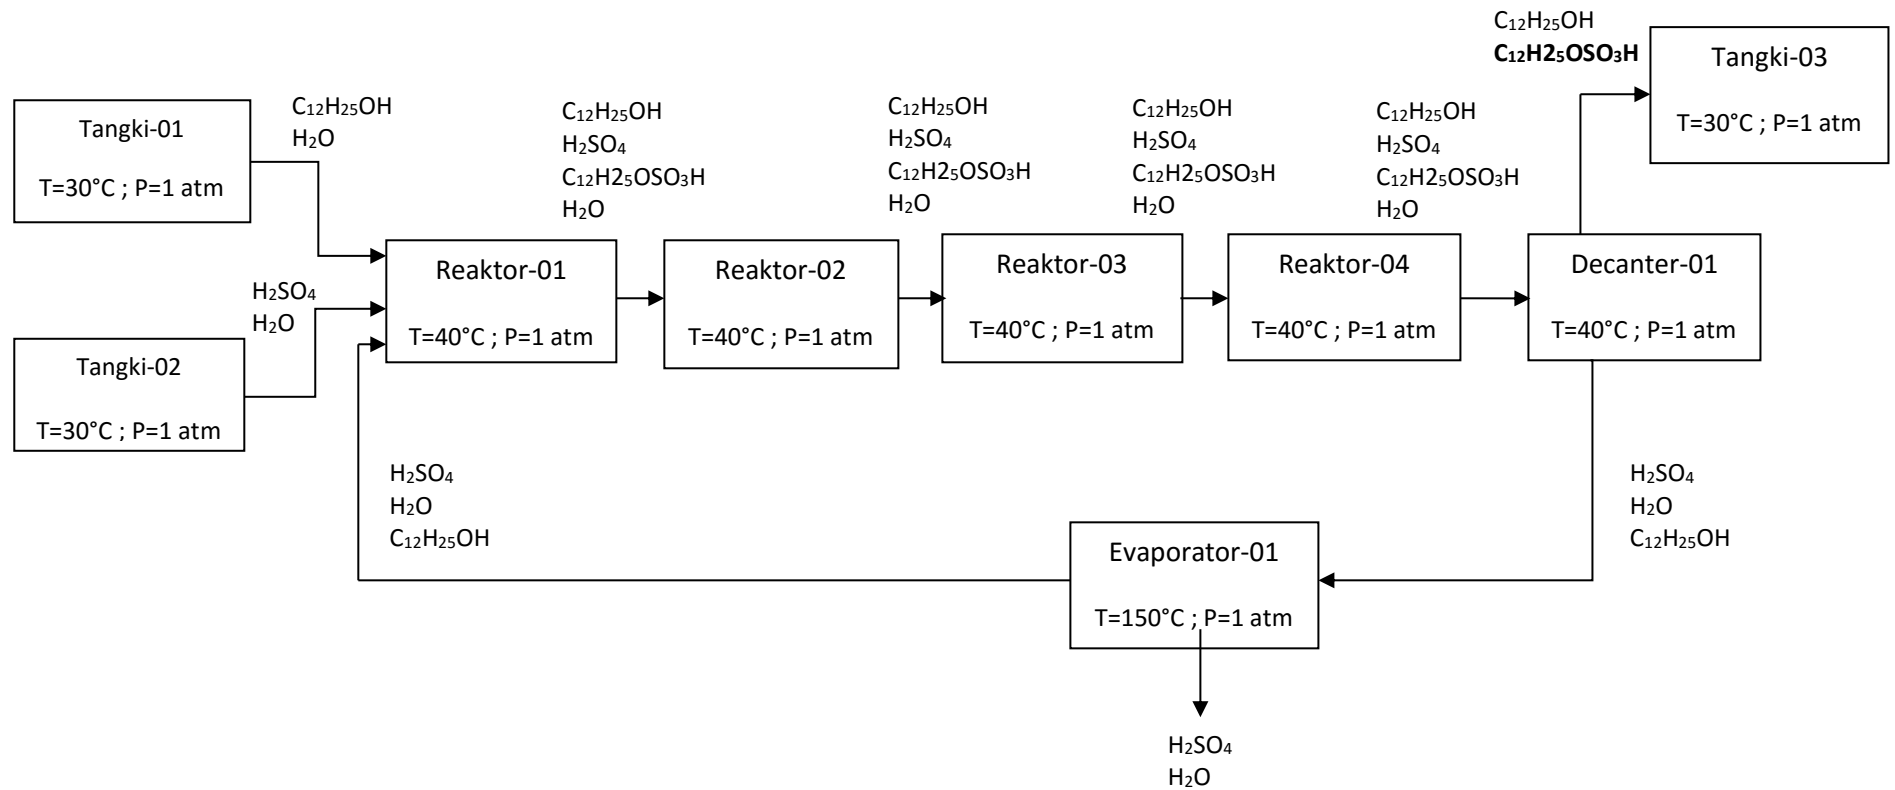 C₁₂H₂₅OH
C₁₂H2₅OSO₃H
Tangki-03
T=30°C ; P=1 atm
Tangki-01
T=30°C ; P=1 atm
C₁₂H₂₅OH
H₂O
C₁₂H₂₅OH
H₂SO₄
C₁₂H2₅OSO₃H
H₂O
C₁₂H₂₅OH
H₂SO₄
C₁₂H2₅OSO₃H
H₂O
C₁₂H₂₅OH
H₂SO₄
C₁₂H2₅OSO₃H
H₂O
C₁₂H₂₅OH
H₂SO₄
C₁₂H2₅OSO₃H
H₂O
H₂SO₄
H₂O
Reaktor-01
T=40°C ; P=1 atm
Reaktor-02
T=40°C ; P=1 atm
Reaktor-03
T=40°C ; P=1 atm
Reaktor-04
T=40°C ; P=1 atm
Decanter-01
T=40°C ; P=1 atm
Tangki-02
T=30°C ; P=1 atm
H₂SO₄
H₂O
C₁₂H₂₅OH
Evaporator-01
T=150°C ; P=1 atm
H₂SO₄
H₂O
C₁₂H₂₅OH
H₂SO₄
H₂O